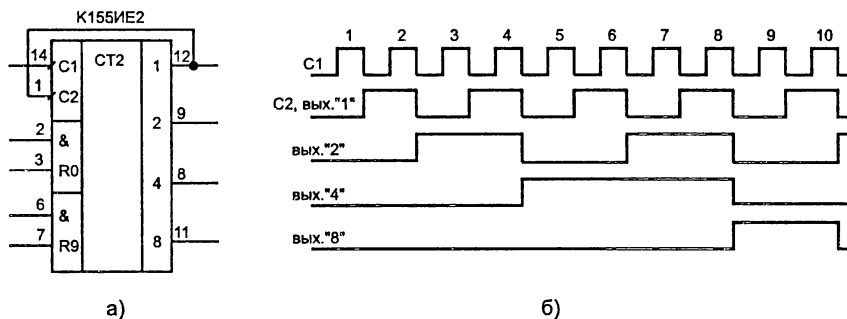 К155ИЕ2
14 C1 СТ2 1 12
1 C2
2 & 2 9
3 R0
4 8
6 &
7 R9 8 11
а)
1 2 3 4 5 6 7 8 9 10
C1
C2, вых."1"
вых."2"
вых."4"
вых."8"
б)